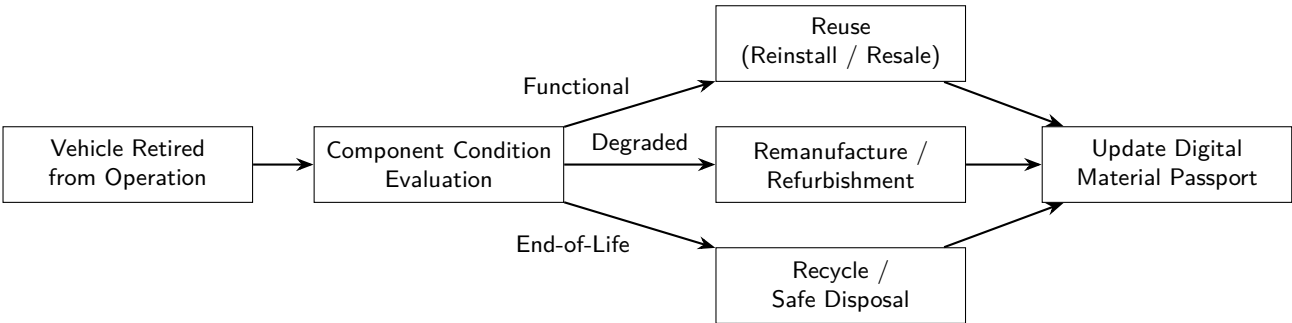 Vehicle Retired
from Operation
Component Condition
Evaluation
Functional
Degraded
End-of-Life
Reuse
(Reinstall / Resale)
Remanufacture /
Refurbishment
Recycle /
Safe Disposal
Update Digital
Material Passport